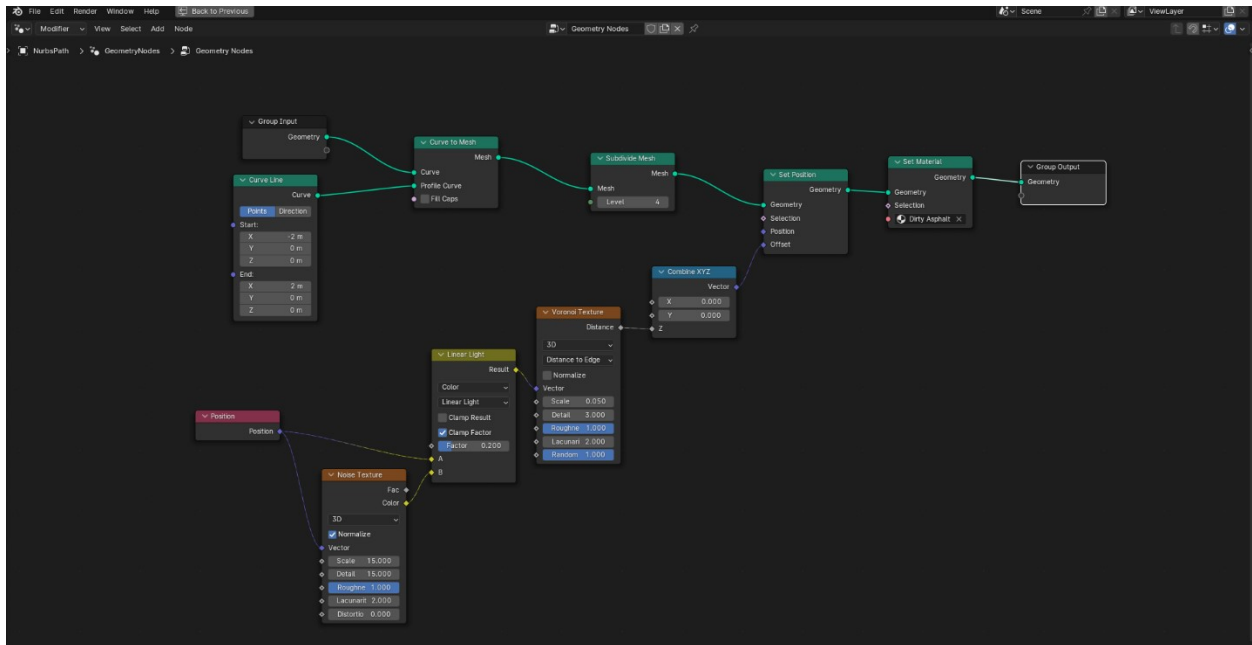 File Edit Render Window Help Back to Previous Scene ViewLayer
Modifier View Select Add Node Geometry Nodes
NurbsPath > GeometryNodes > Geometry Nodes
Group Input
Geometry
Curve Line
Curve
Points Direction
Start:
X -2 m
Y 0 m
Z 0 m
End:
X 2 m
Y 0 m
Z 0 m
Curve to Mesh
Mesh
Curve
Profile Curve
Fill Caps
Subdivide Mesh
Mesh
Mesh
Level 4
Set Position
Geometry
Geometry
Selection
Position
Offset
Set Material
Geometry
Geometry
Selection
Dirty Asphalt
Group Output
Geometry
Combine XYZ
Vector
X 0.000
Y 0.000
Z
Voronoi Texture
Distance
3D
Distance to Edge
Normalize
Vector
Scale 0.050
Detail 3.000
Roughne 1.000
Lacunari 2.000
Random 1.000
Linear Light
Result
Color
Linear Light
Clamp Result
Clamp Factor
Factor 0.200
A
B
Position
Position
Noise Texture
Fac
Color
3D
Normalize
Vector
Scale 15.000
Detail 15.000
Roughne 1.000
Lacunarit 2.000
Distortio 0.000